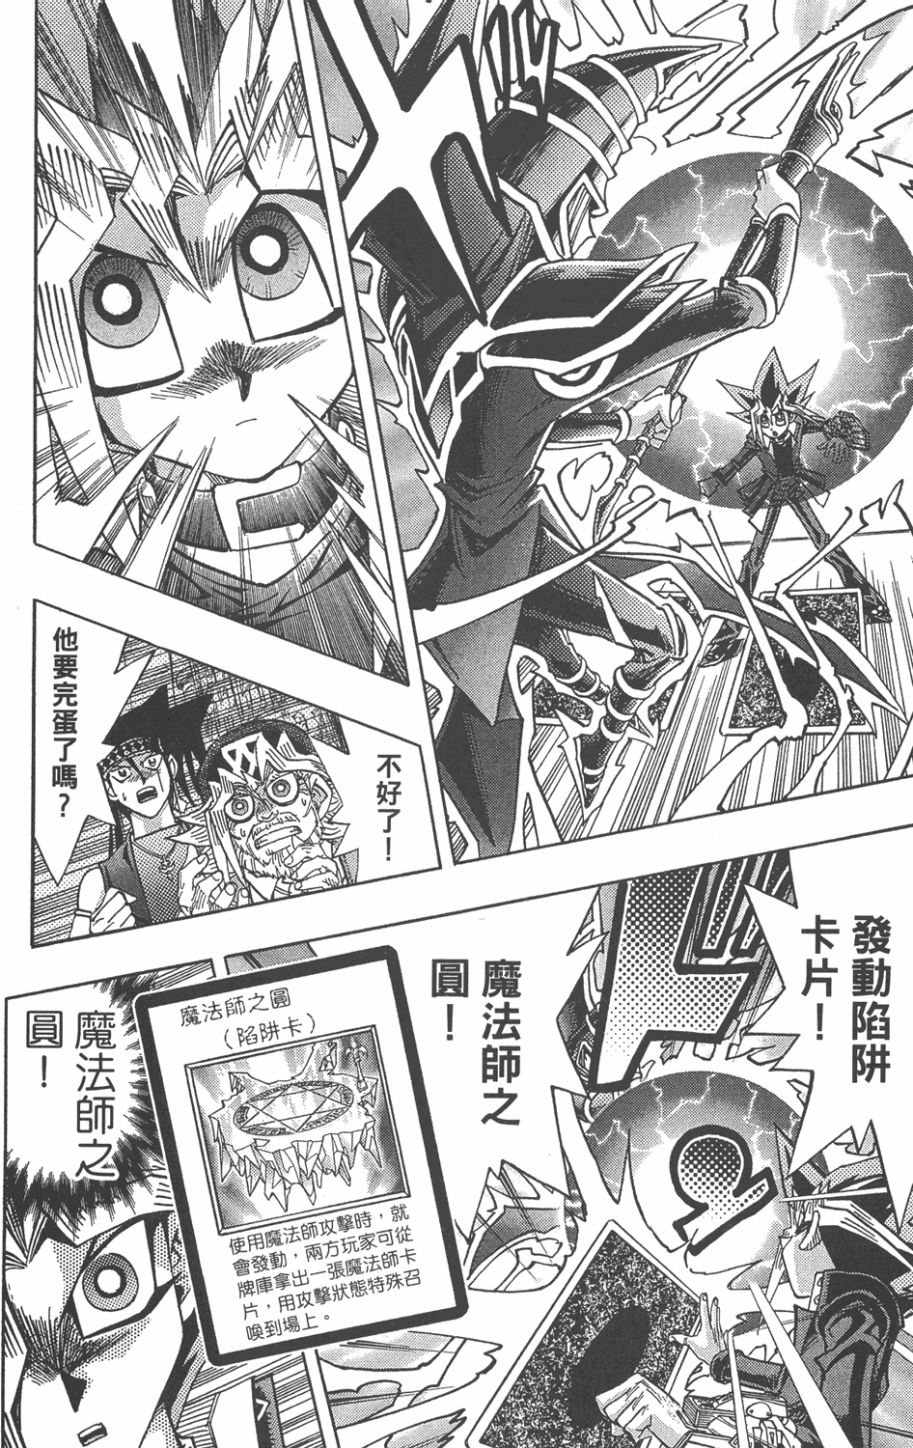 不好了！
他要完蛋了嗎？
發動陷阱
卡片！
魔法師之
圓！
魔法師之圓
（陷阱卡）
使用魔法師攻擊時，就
會發動，兩方玩家可從
牌庫拿出一張魔法師卡
片，用攻擊狀態特殊召
喚到場上。
魔法師之
圓！